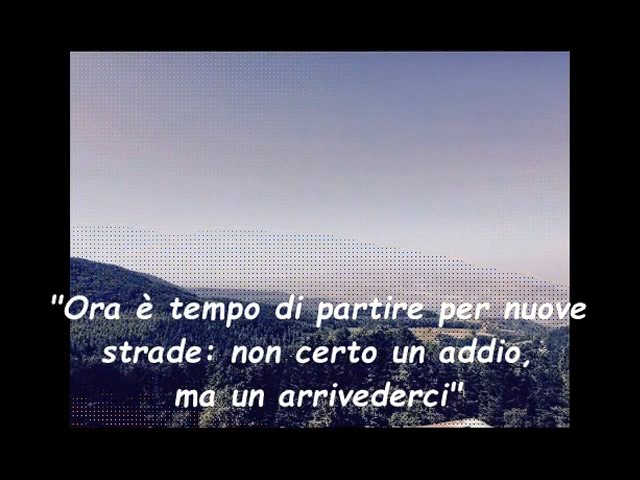 "Ora è tempo di partire per nuove
strade: non certo un addio,
ma un arrivederci"